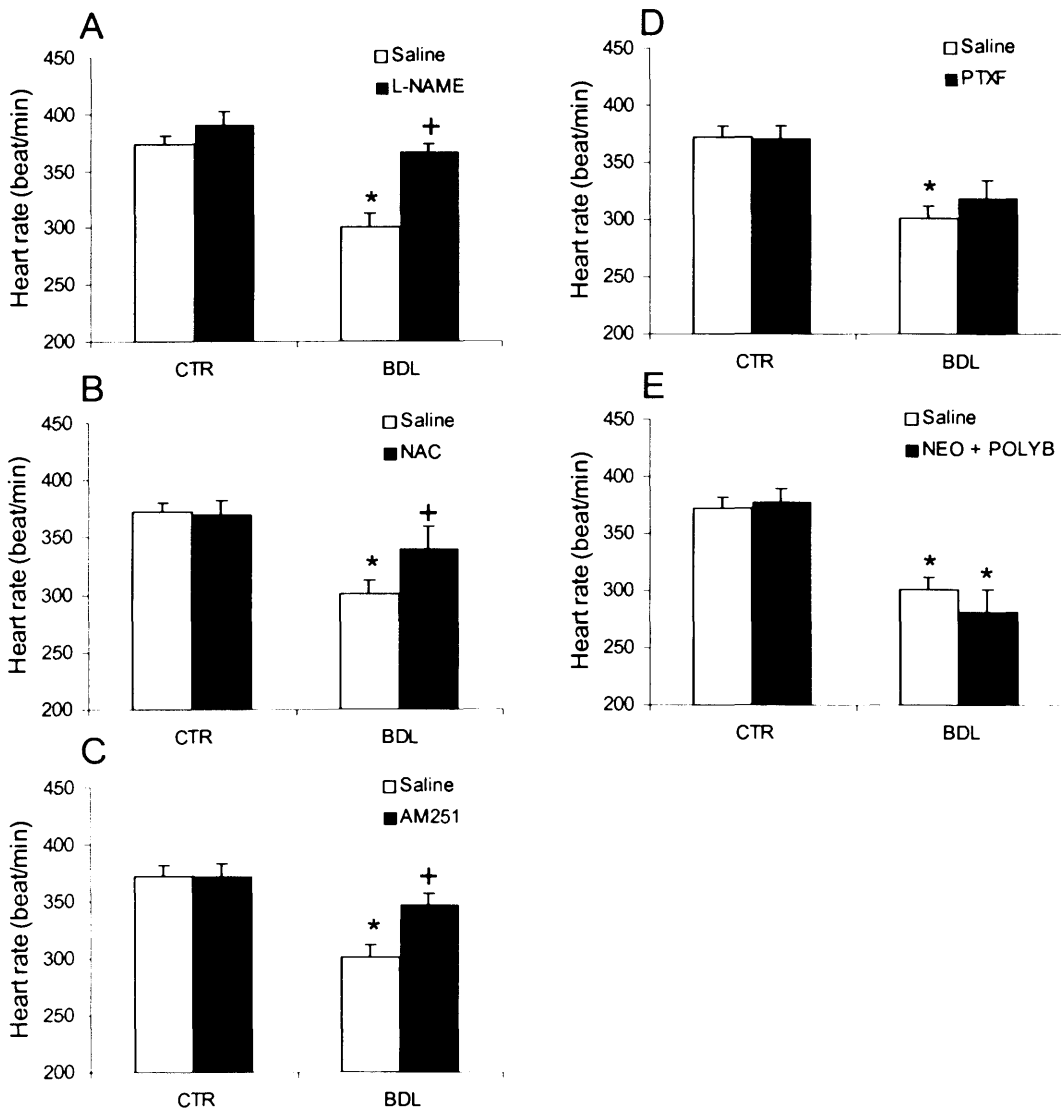 A
Saline
L-NAME
Heart rate (beat/min)
450
400
350
300
250
200
+
*
CTR
BDL
B
Saline
NAC
Heart rate (beat/min)
450
400
350
300
250
200
+
*
CTR
BDL
C
Saline
AM251
Heart rate (beat/min)
450
400
350
300
250
200
+
*
CTR
BDL
D
Saline
PTXF
Heart rate (beat/min)
450
400
350
300
250
200
*
CTR
BDL
E
Saline
NEO + POLYB
Heart rate (beat/min)
450
400
350
300
250
200
* *
CTR
BDL